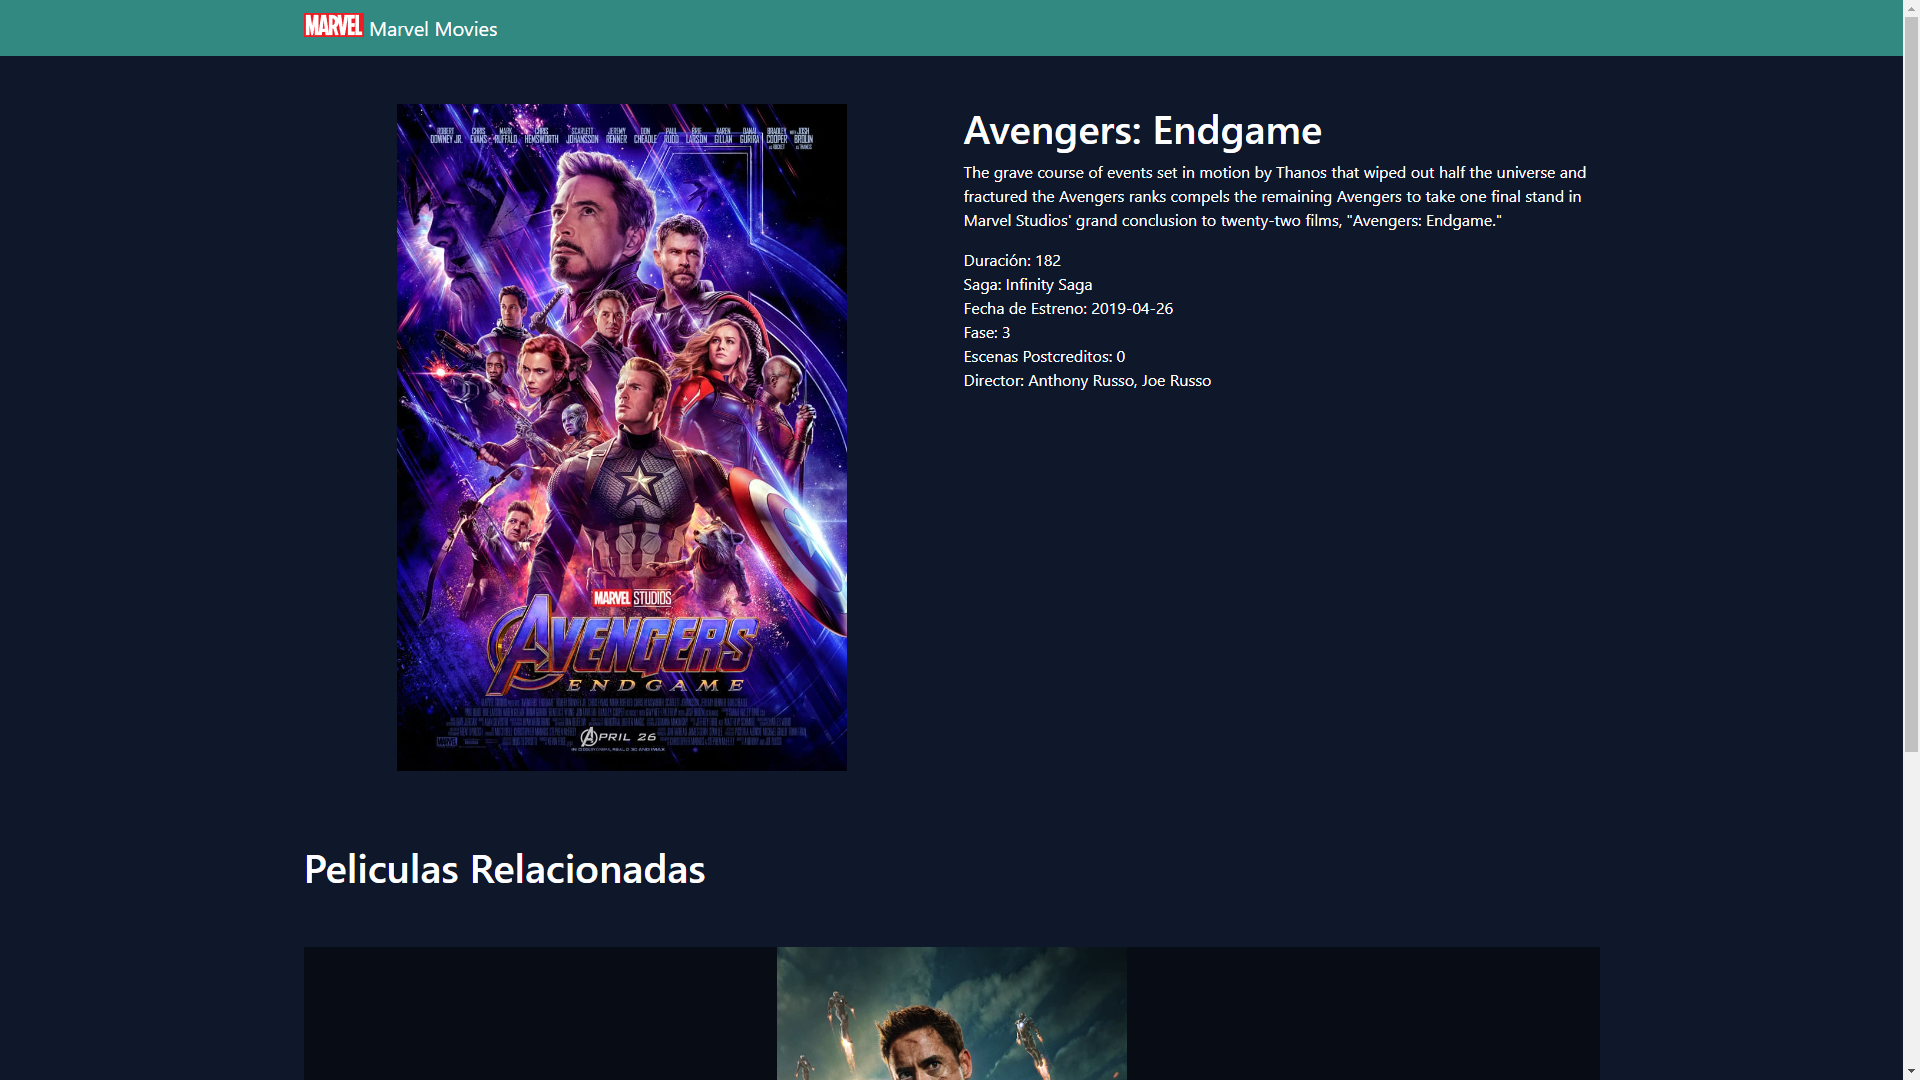 MARVEL Marvel Movies
ROBERT DOWNEY JR. CHRIS EVANS MARK RUFFALO CHRIS HEMSWORTH SCARLETT JOHANSSON JEREMY RENNER DON CHEADLE PAUL RUDD BRIE LARSON KAREN GILLAN DANAI GURIRA BRADLEY COOPER AS ROCKET WITH JOSH BROLIN AS THANOS
MARVEL STUDIOS
AVENGERS
ENDGAME
APRIL 26
Avengers: Endgame
The grave course of events set in motion by Thanos that wiped out half the universe and
fractured the Avengers ranks compels the remaining Avengers to take one final stand in
Marvel Studios' grand conclusion to twenty-two films, "Avengers: Endgame."
Duración: 182
Saga: Infinity Saga
Fecha de Estreno: 2019-04-26
Fase: 3
Escenas Postcreditos: 0
Director: Anthony Russo, Joe Russo
Peliculas Relacionadas